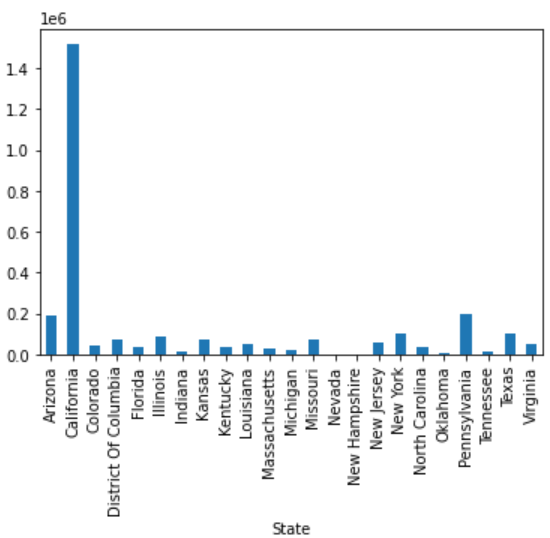 1e6
1.4
1.2
1.0
0.8
0.6
0.4
0.2
0.0
Arizona
California
Colorado
District Of Columbia
Florida
Illinois
Indiana
Kansas
Kentucky
Louisiana
Massachusetts
Michigan
Missouri
Nevada
New Hampshire
New Jersey
New York
North Carolina
Oklahoma
Pennsylvania
Tennessee
Texas
Virginia
State